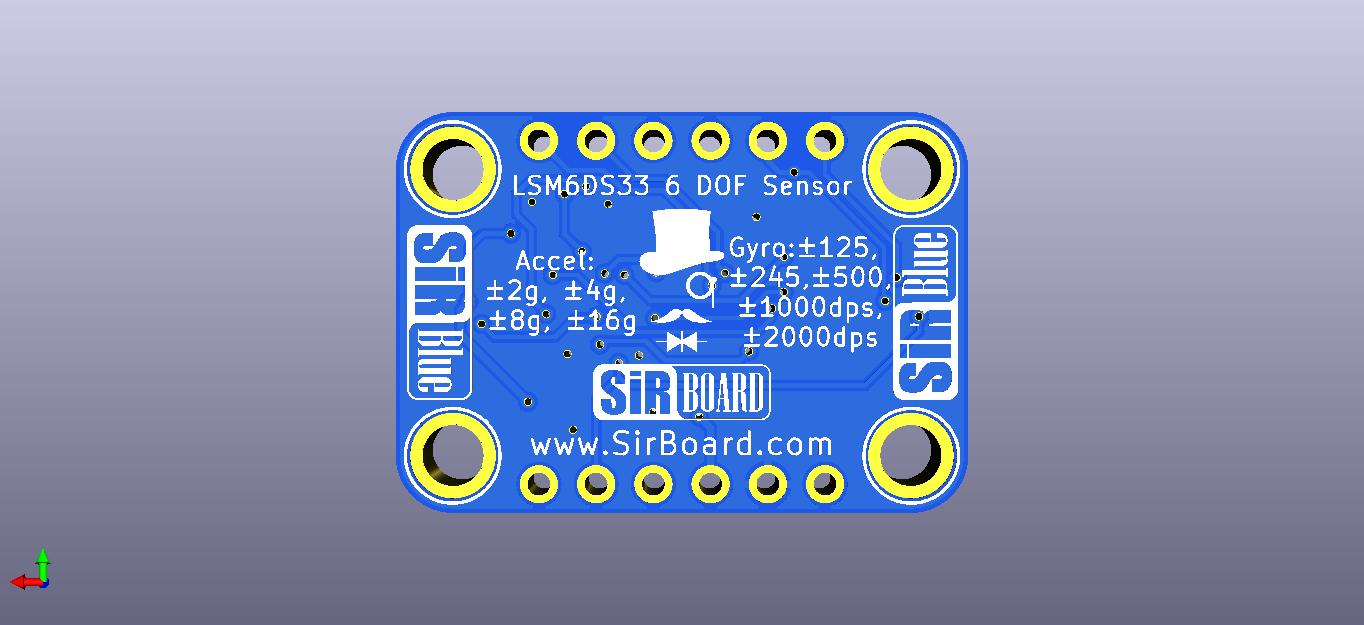 LSM6DS33 6 DOF Sensor
Accel:
±2g, ±4g,
±8g, ±16g
Gyro:±125,
±245,±500,
±1000dps,
±2000dps
SiR Blue
SiR Blue
SiR BOARD
www.SirBoard.com